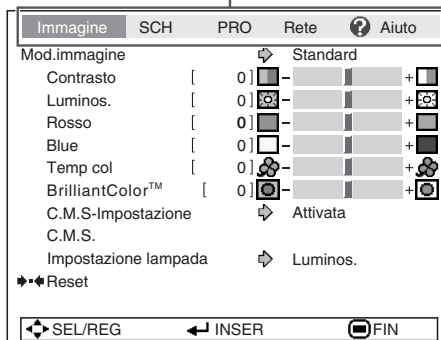 Immagine SCH PRO Rete ? Aiuto
Mod.immagine Standard
Contrasto [ 0 ] - +
Luminos. [ 0 ] - +
Rosso [ 0 ] - +
Blue [ 0 ] - +
Temp col [ 0 ] - +
BrilliantColor™ [ 0 ] - +
C.M.S-Impostazione Attivata
C.M.S.
Impostazione lampada Luminos.
Reset
SEL/REG INSER FIN